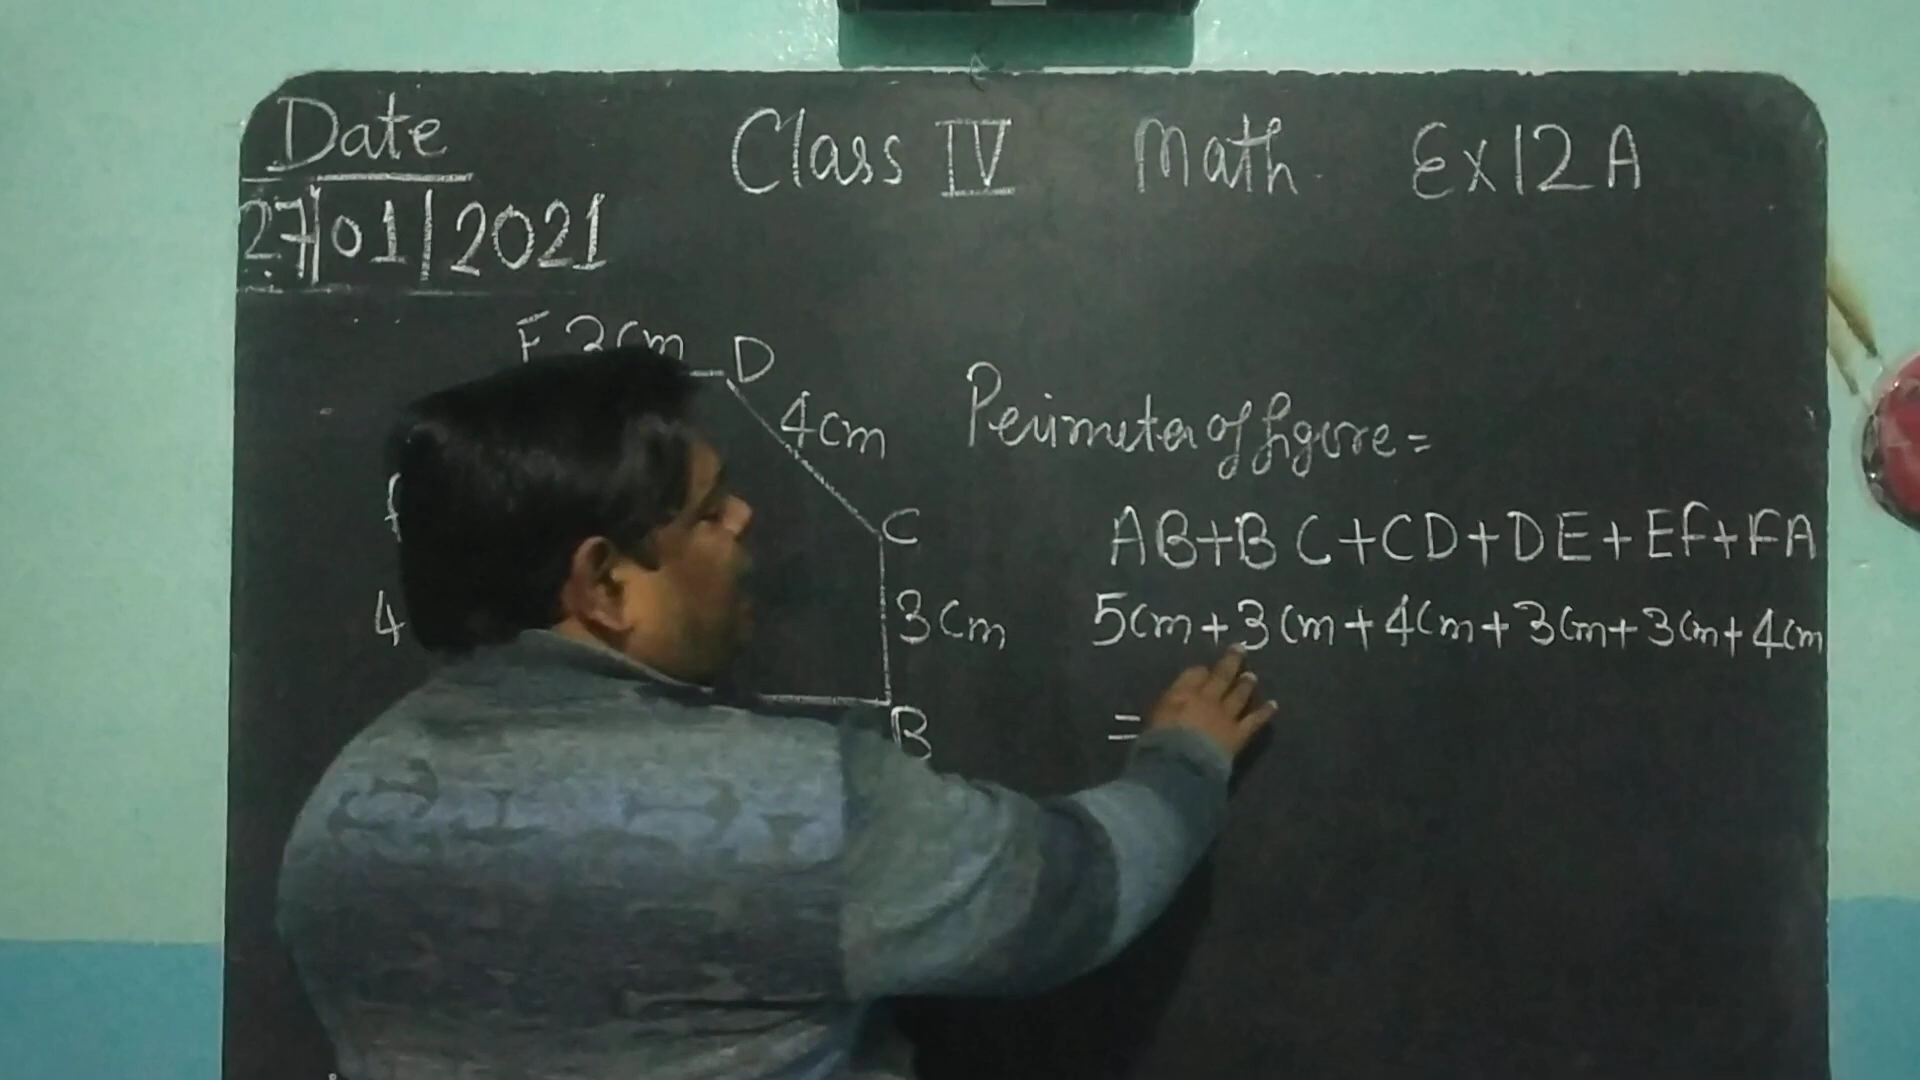 Date
27/01/2021
Class IV Math Ex12A
D
4cm
C
3cm
B
4
Perimeter of figure=
AB+BC+CD+DE+EF+FA
5cm+3cm+4cm+3cm+3cm+4cm
=